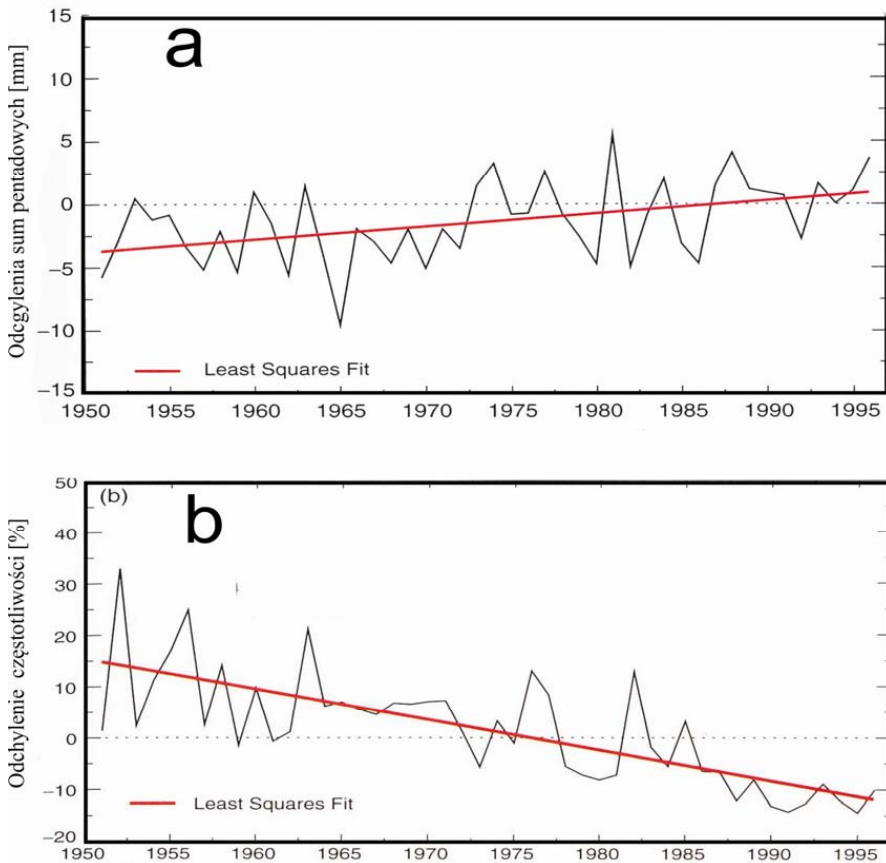 a
Odcgylenia sum pentadowych [mm]
15
10
5
0
−5
−10
−15
Least Squares Fit
1950 1955 1960 1965 1970 1975 1980 1985 1990 1995
(b)
b
Odchylenie częstotliwości [%]
50
40
30
20
10
0
−10
−20
Least Squares Fit
1950 1955 1960 1965 1970 1975 1980 1985 1990 1995